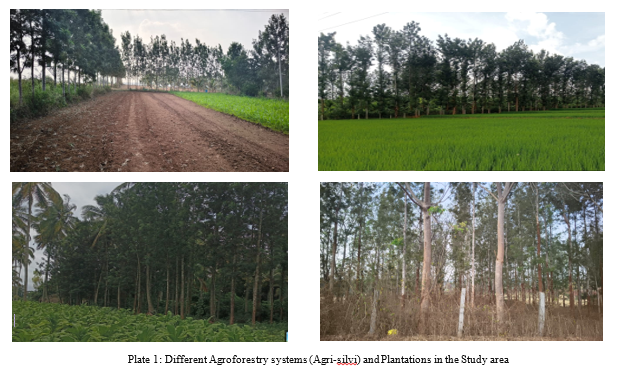 Plate 1: Different Agroforestry systems (Agri-silvi) and Plantations in the Study area